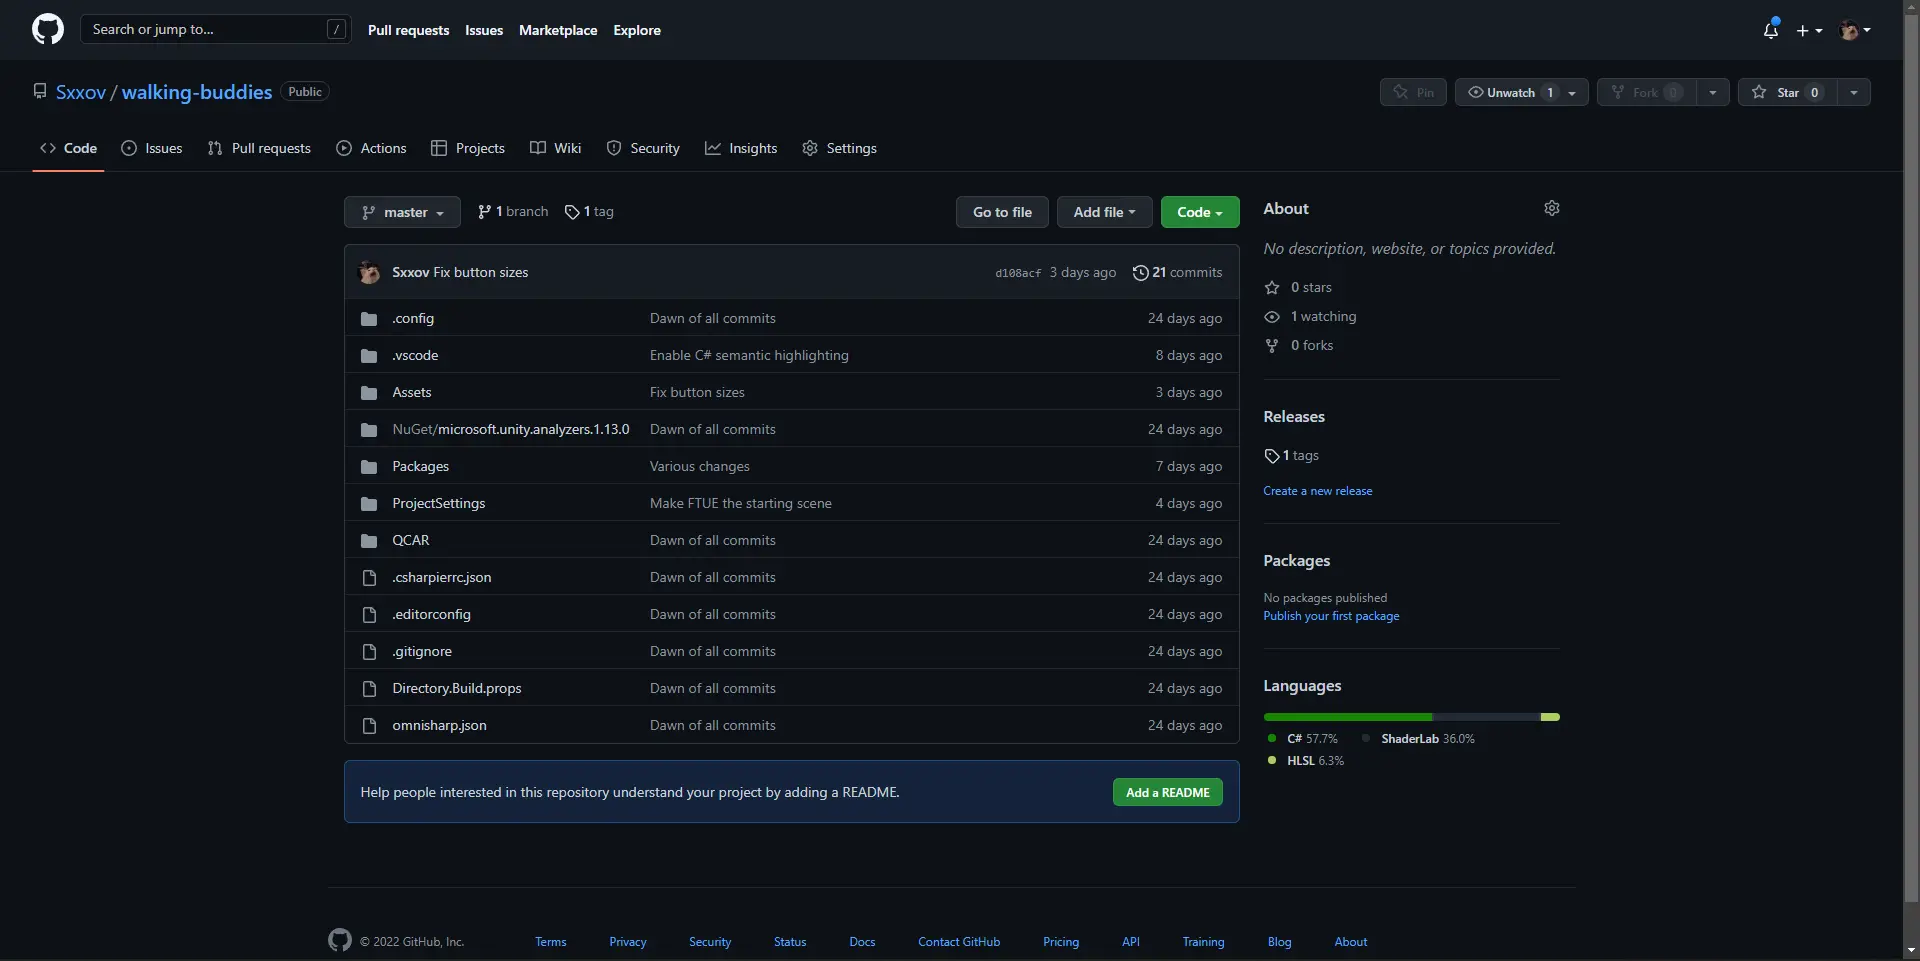 Search or jump to... /
Pull requests Issues Marketplace Explore
Sxxov / walking-buddies Public
Pin Unwatch 1 Fork 0 Star 0
Code Issues Pull requests Actions Projects Wiki Security Insights Settings
master 1 branch 1 tag Go to file Add file Code
Sxxov Fix button sizes d108acf 3 days ago 21 commits
.config Dawn of all commits 24 days ago
.vscode Enable C# semantic highlighting 8 days ago
Assets Fix button sizes 3 days ago
NuGet/microsoft.unity.analyzers.1.13.0 Dawn of all commits 24 days ago
Packages Various changes 7 days ago
ProjectSettings Make FTUE the starting scene 4 days ago
QCAR Dawn of all commits 24 days ago
.csharpierrc.json Dawn of all commits 24 days ago
.editorconfig Dawn of all commits 24 days ago
.gitignore Dawn of all commits 24 days ago
Directory.Build.props Dawn of all commits 24 days ago
omnisharp.json Dawn of all commits 24 days ago
Help people interested in this repository understand your project by adding a README. Add a README
About
No description, website, or topics provided.
0 stars
1 watching
0 forks
Releases
1 tags
Create a new release
Packages
No packages published
Publish your first package
Languages
C# 57.7% ShaderLab 36.0%
HLSL 6.3%
© 2022 GitHub, Inc. Terms Privacy Security Status Docs Contact GitHub Pricing API Training Blog About